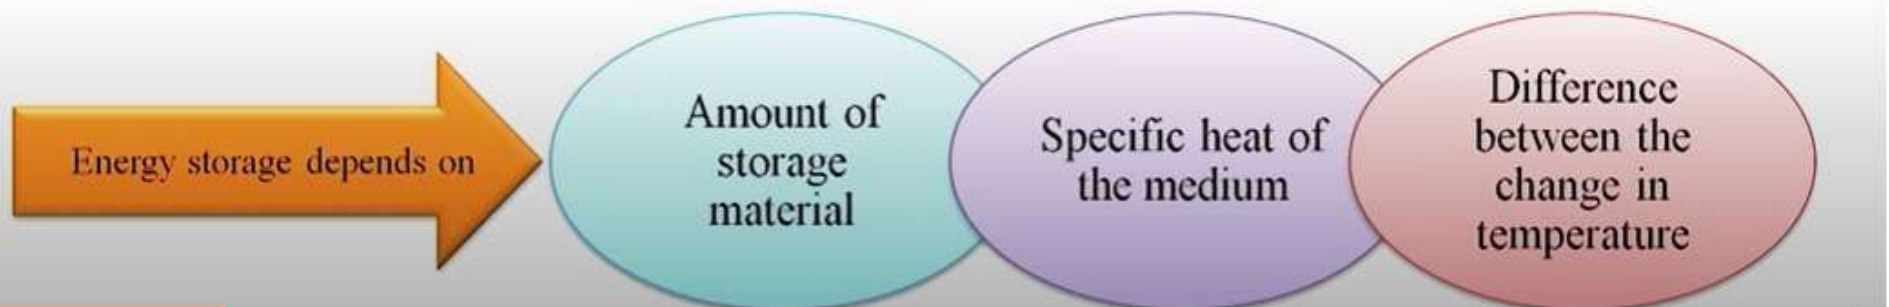 Energy storage depends on
Amount of
storage
material
Specific heat of
the medium
Difference
between the
change in
temperature